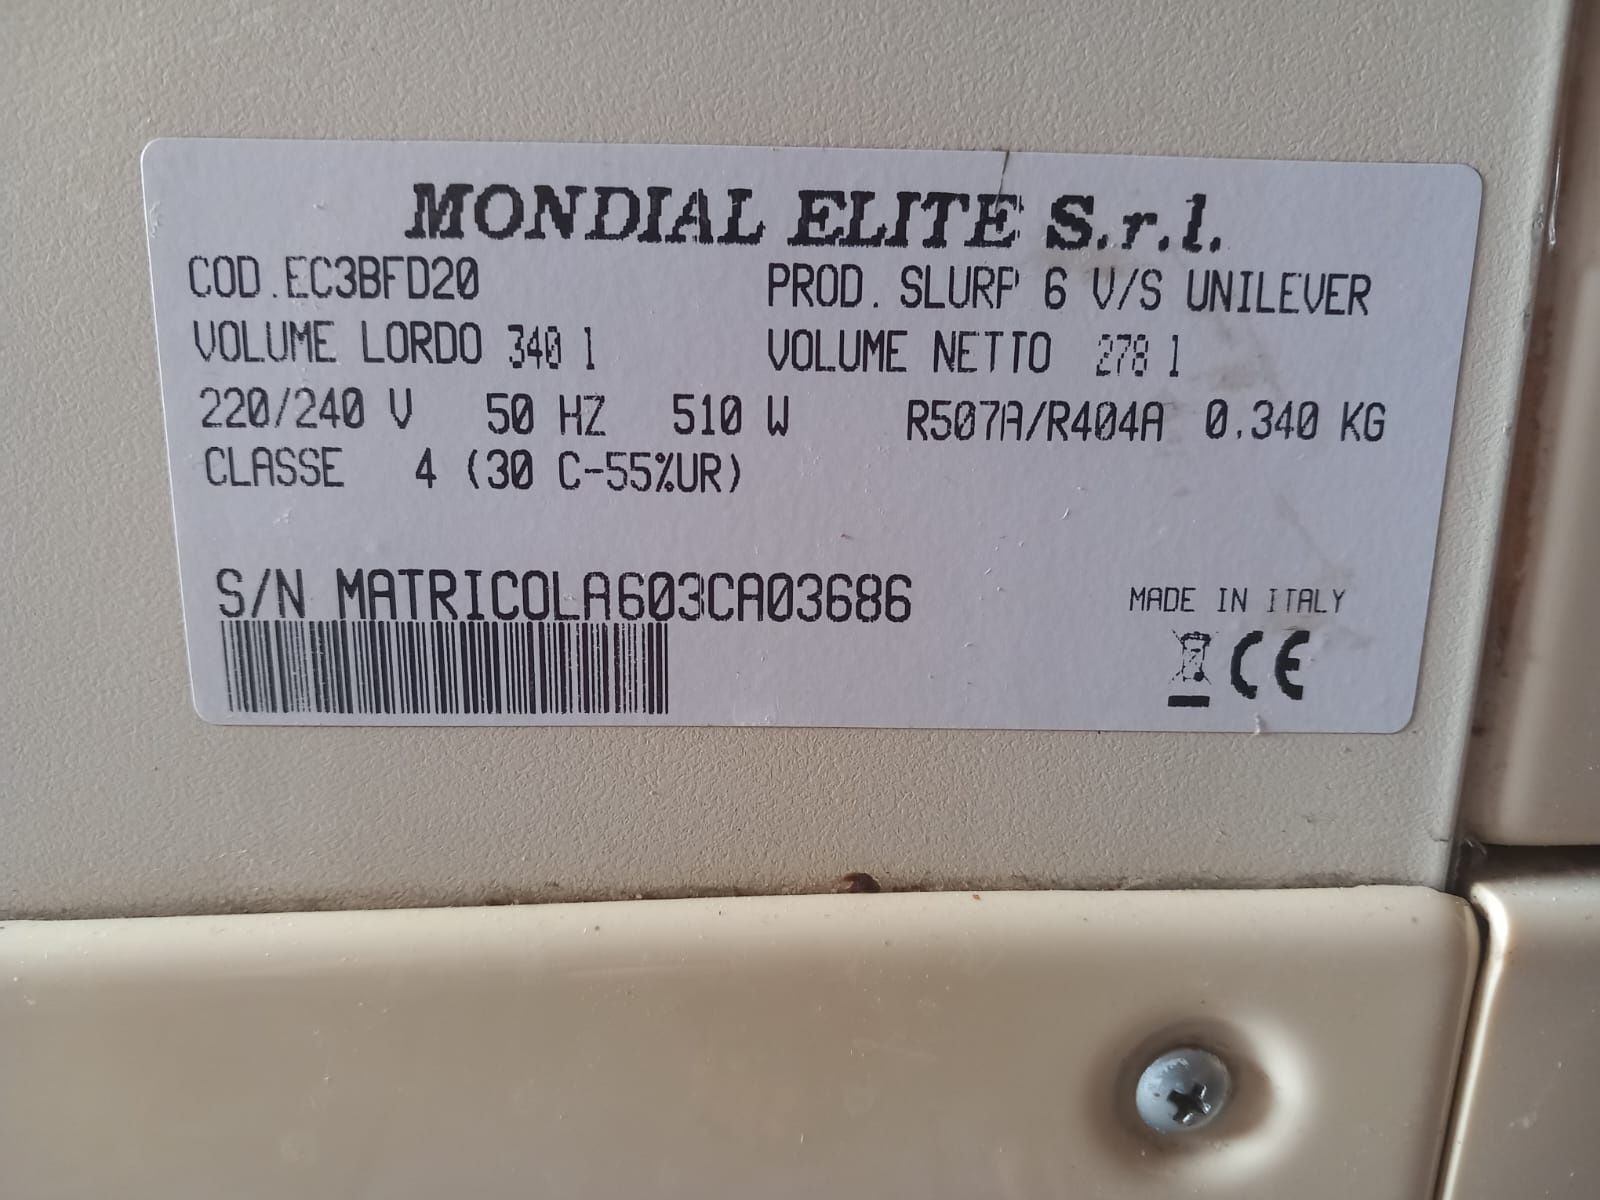 MONDIAL ELITE S.r.l.
COD.EC3BFD20 PROD. SLURP 6 V/S UNILEVER
VOLUME LORDO 340 l VOLUME NETTO 278 l
220/240 V 50 HZ 510 W R507A/R404A 0.340 KG
CLASSE 4 (30 C-55%UR)
S/N MATRICOLA603CA03686
MADE IN ITALY
CE